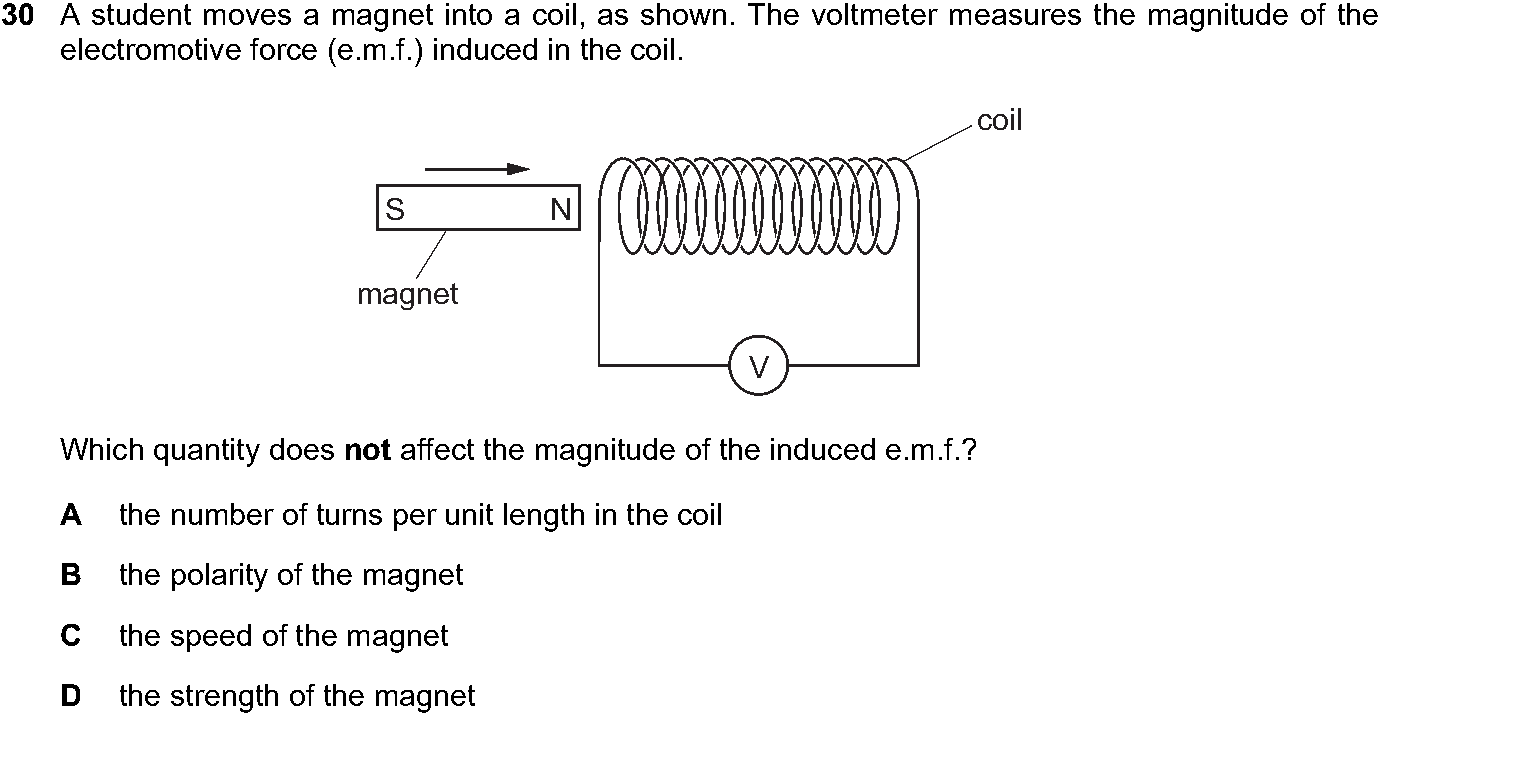 30 A student moves a magnet into a coil, as shown. The voltmeter measures the magnitude of the
electromotive force (e.m.f.) induced in the coil.
coil
S N
magnet
V
Which quantity does not affect the magnitude of the induced e.m.f.?
A the number of turns per unit length in the coil
B the polarity of the magnet
C the speed of the magnet
D the strength of the magnet